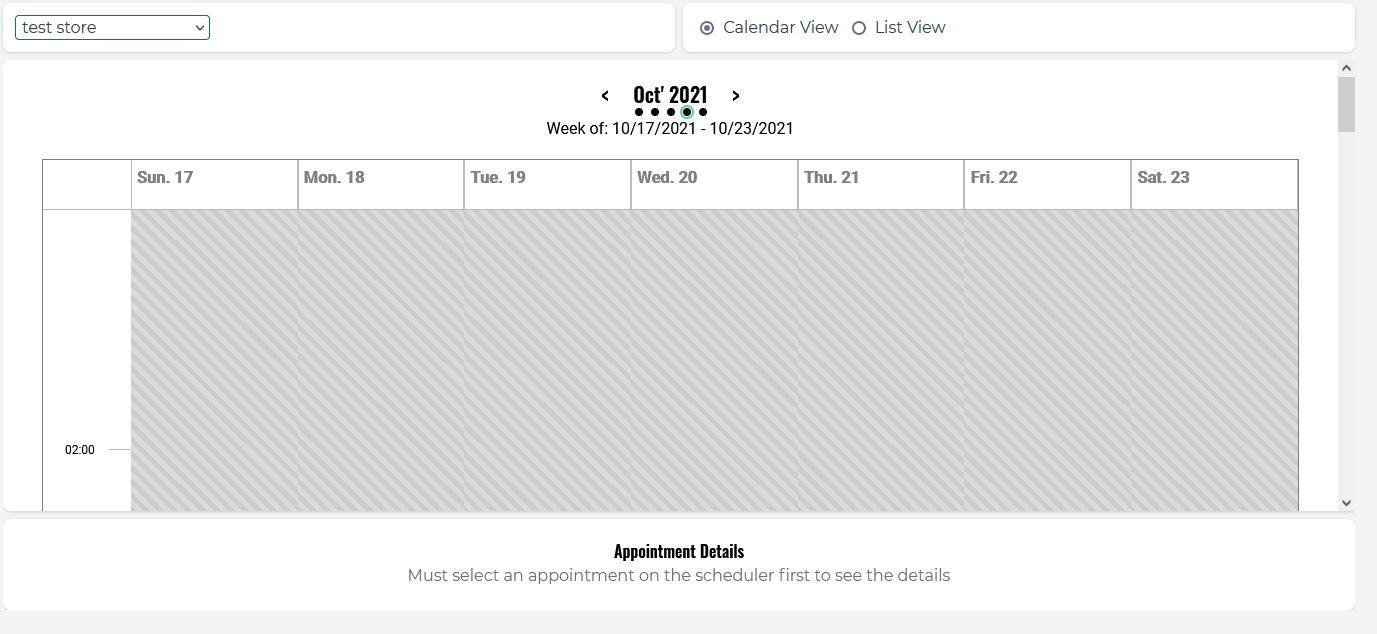 test store
Calendar View List View
< Oct' 2021 >
Week of: 10/17/2021 - 10/23/2021
Sun. 17 Mon. 18 Tue. 19 Wed. 20 Thu. 21 Fri. 22 Sat. 23
02:00
Appointment Details
Must select an appointment on the scheduler first to see the details